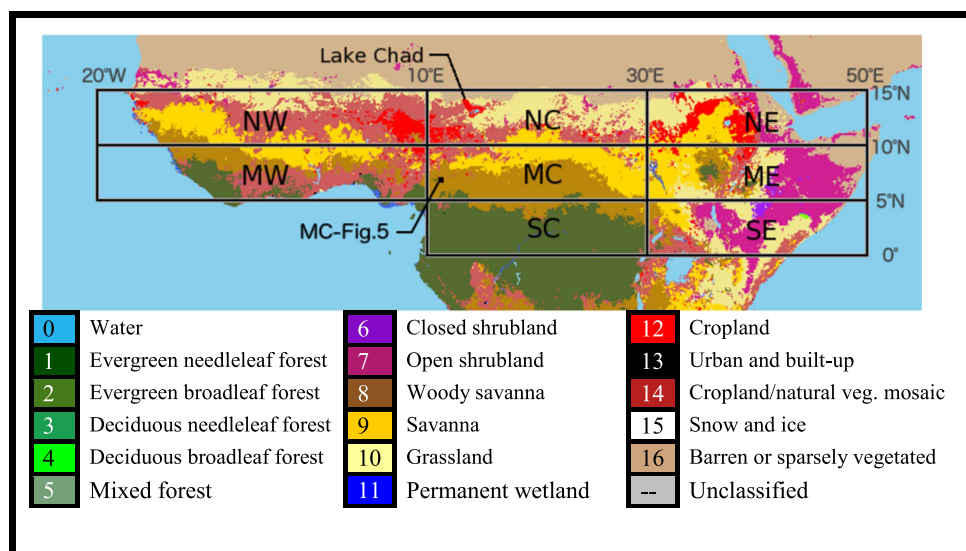 Lake Chad
20°W 10°E 30°E 50°E
15°N
NW NC NE
10°N
MW MC ME
5°N
MC-Fig.5 SC SE
0°
0 Water 6 Closed shrubland 12 Cropland
1 Evergreen needleleaf forest 7 Open shrubland 13 Urban and built-up
2 Evergreen broadleaf forest 8 Woody savanna 14 Cropland/natural veg. mosaic
3 Deciduous needleleaf forest 9 Savanna 15 Snow and ice
4 Deciduous broadleaf forest 10 Grassland 16 Barren or sparsely vegetated
5 Mixed forest 11 Permanent wetland -- Unclassified